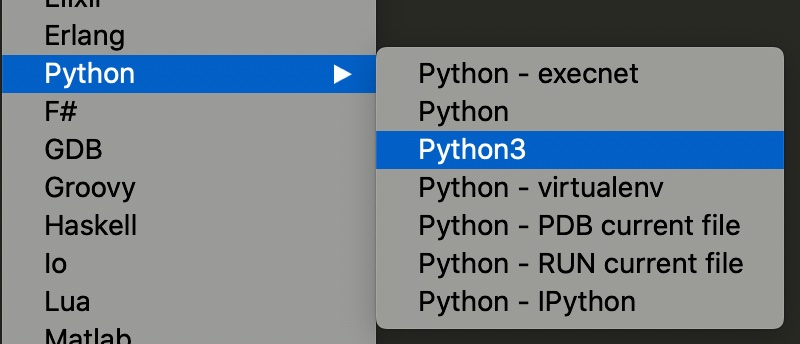 Elixir
Erlang
Python
F#
GDB
Groovy
Haskell
Io
Lua
Matlab
Python - execnet
Python
Python3
Python - virtualenv
Python - PDB current file
Python - RUN current file
Python - IPython